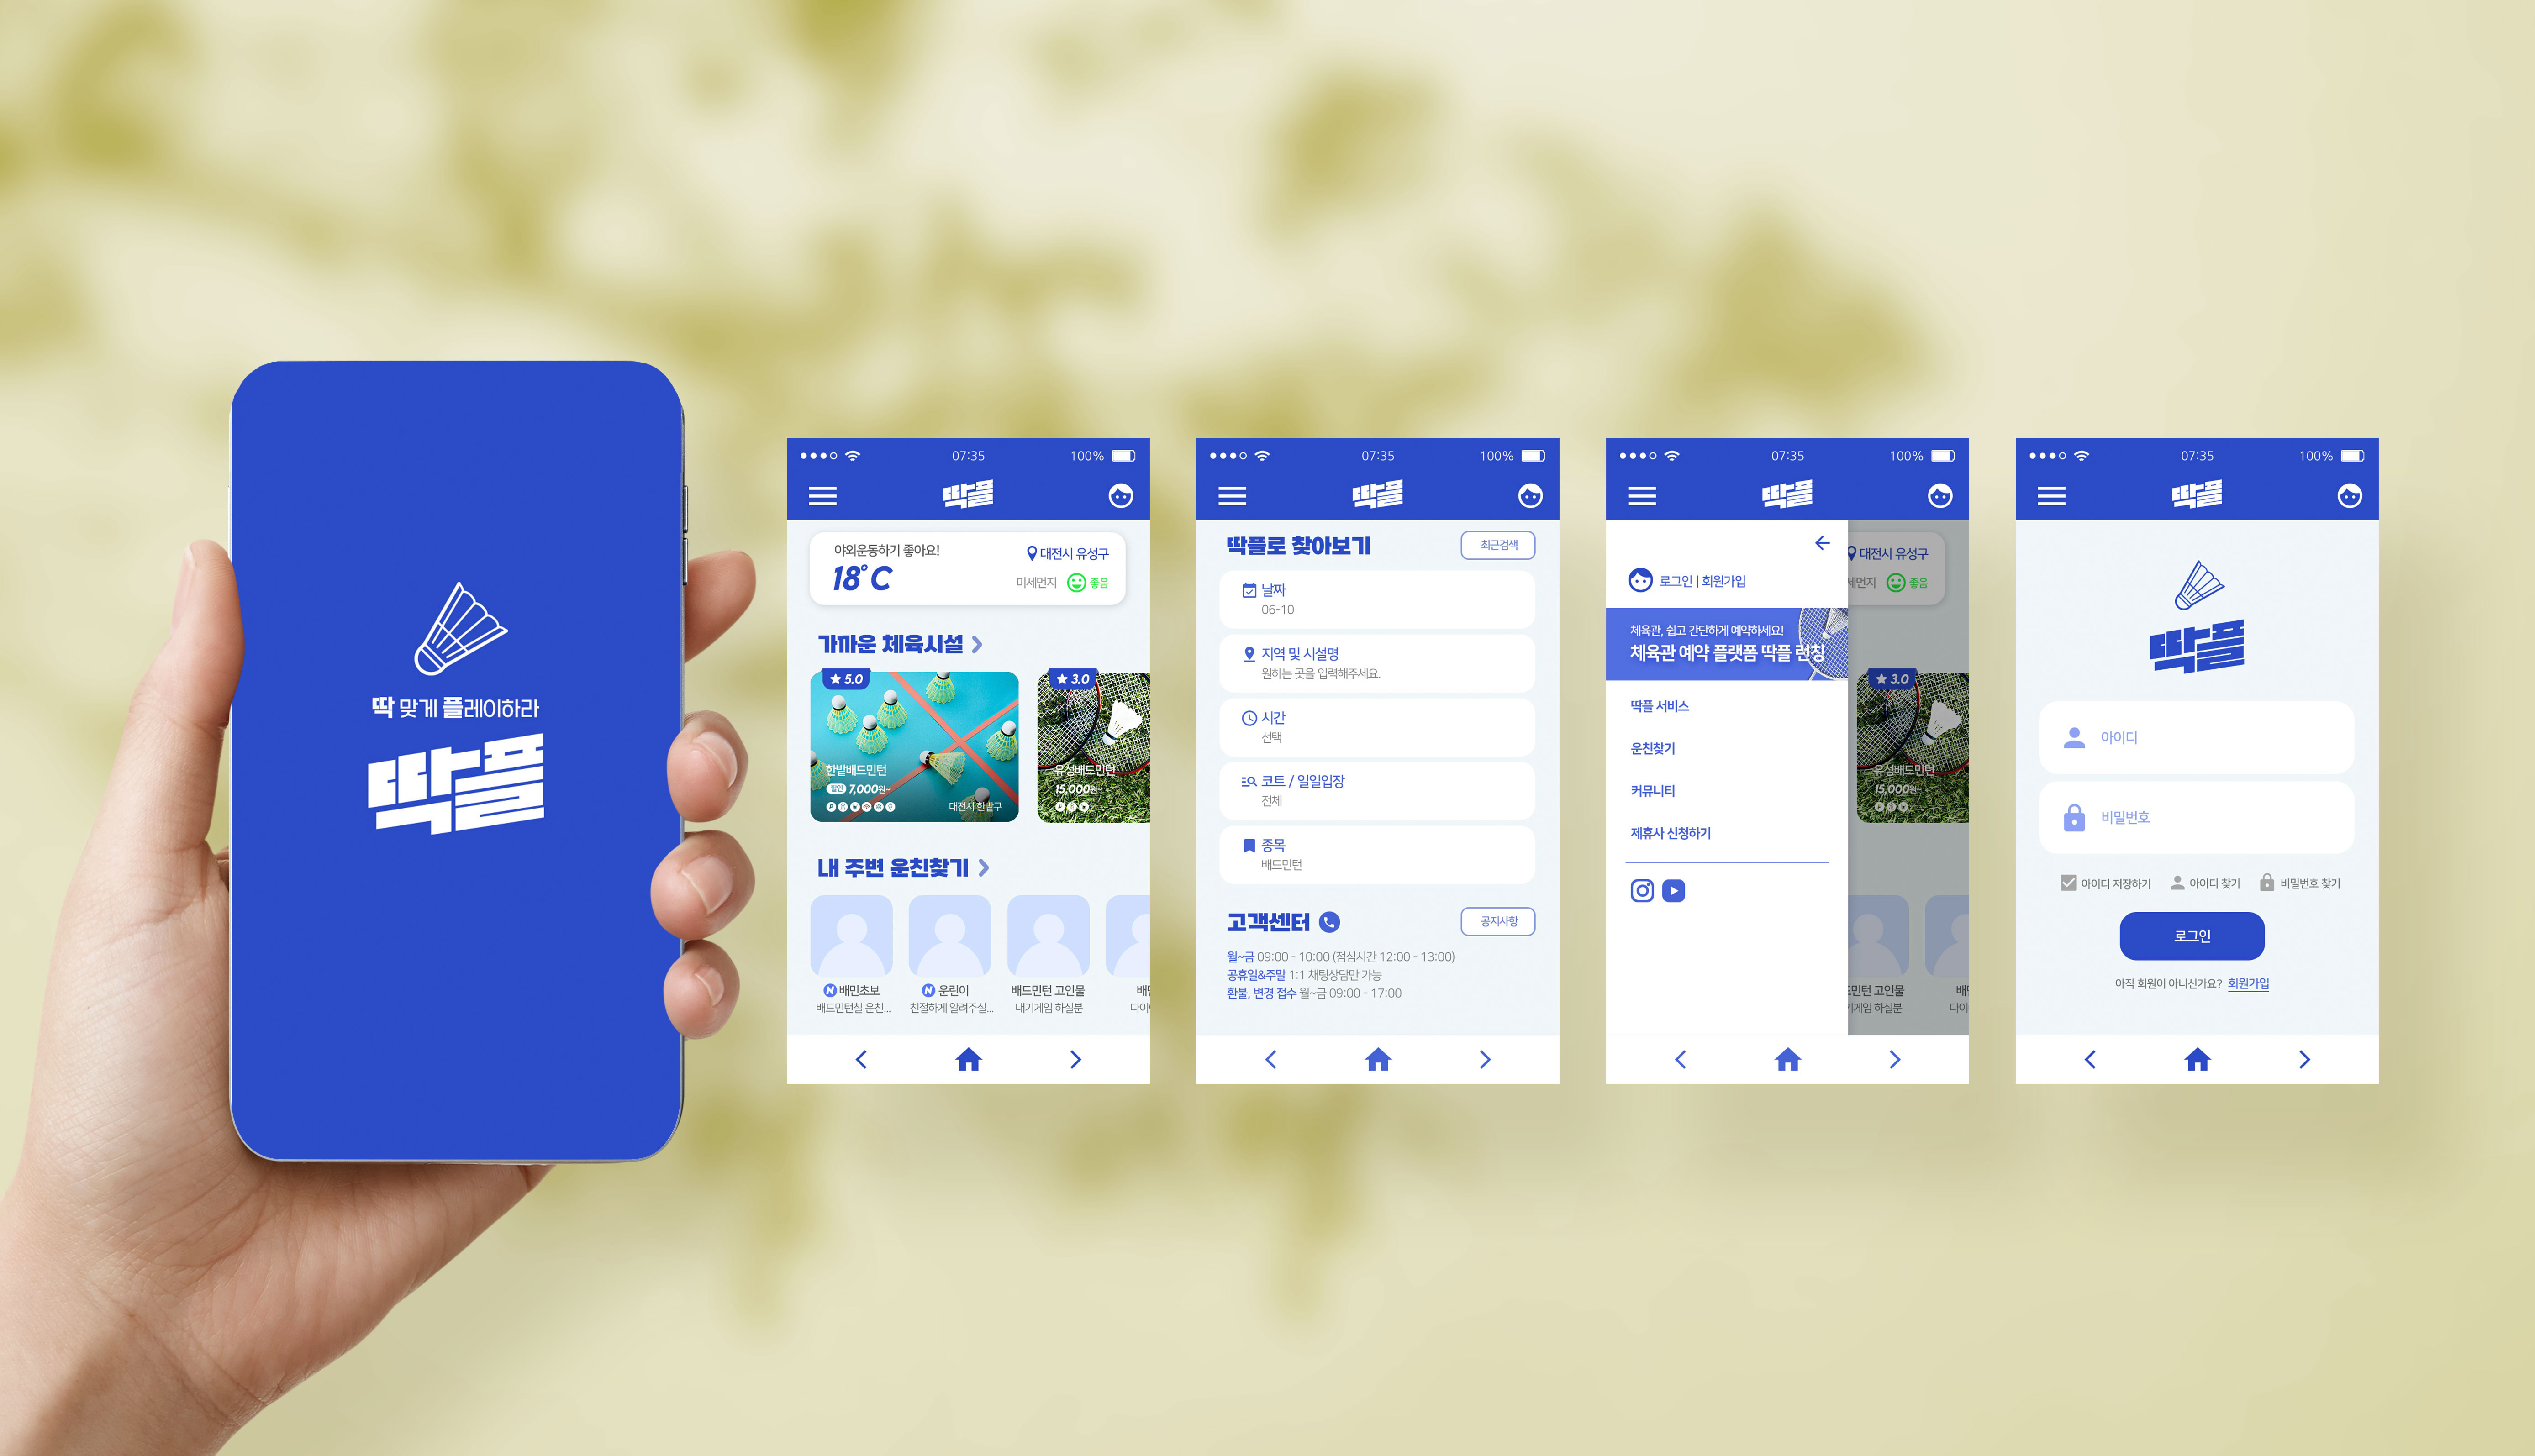 딱 맞게 플레이하라
딱플
07:35
100%
딱플
야외운동하기 좋아요!
18°C
대전시 유성구
미세먼지
좋음
가까운 체육시설
5.0
한밭배드민턴
할인 7,000원~
대전시 한밭구
3.0
유성배드민턴
15,000원~
내 주변 운친찾기
N 배민초보
배드민턴칠 운친...
N 운린이
친절하게 알려주실...
배드민턴 고인물
내기게임 하실분
배민
다이
07:35
100%
딱플
딱플로 찾아보기
최근검색
날짜
06-10
지역 및 시설명
원하는 곳을 입력해주세요.
시간
선택
코트 / 일일입장
전체
종목
배드민턴
고객센터
공지사항
월~금 09:00 - 10:00 (점심시간 12:00 - 13:00)
공휴일&주말 1:1 채팅상담만 가능
환불, 변경 접수 월~금 09:00 - 17:00
07:35
100%
딱플
로그인 | 회원가입
체육관, 쉽고 간단하게 예약하세요!
체육관 예약 플랫폼 딱플 런칭
딱플 서비스
운친찾기
커뮤니티
제휴사 신청하기
대전시 유성구
세먼지
좋음
3.0
유성배드민턴
15,000원~
민턴 고인물
게임 하실분
배민
다이
07:35
100%
딱플
딱플
아이디
비밀번호
아이디 저장하기
아이디 찾기
비밀번호 찾기
로그인
아직 회원이 아니신가요? 회원가입